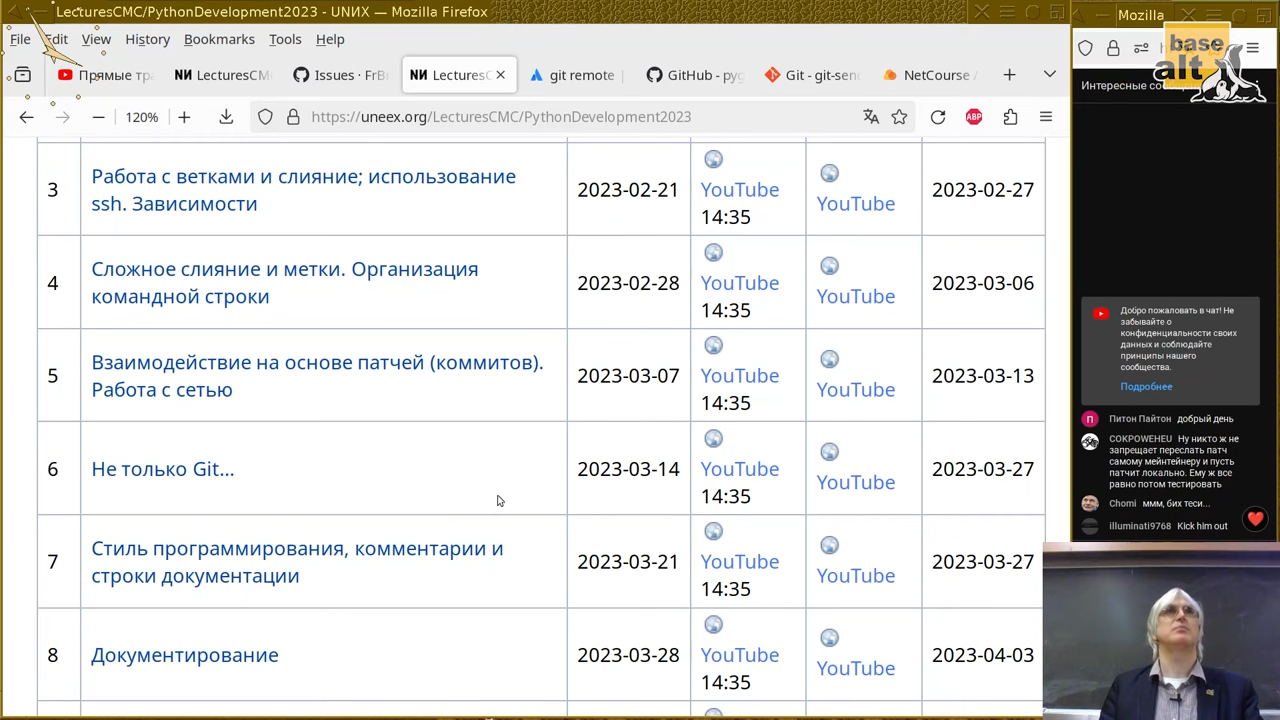 LecturesCMC/PythonDevelopment2023 - UNИX — Mozilla Firefox
File Edit View History Bookmarks Tools Help
Прямые тра
LecturesCM
Issues · FrB
LecturesC
git remote
GitHub - pyg
Git - git-send
NetCourse
120%
https://uneex.org/LecturesCMC/PythonDevelopment2023
ABP
3
Работа с ветками и слияние; использование
ssh. Зависимости
2023-02-21
YouTube
14:35
YouTube
2023-02-27
4
Сложное слияние и метки. Организация
командной строки
2023-02-28
YouTube
14:35
YouTube
2023-03-06
5
Взаимодействие на основе патчей (коммитов).
Работа с сетью
2023-03-07
YouTube
14:35
YouTube
2023-03-13
6
Не только Git...
2023-03-14
YouTube
14:35
YouTube
2023-03-27
7
Стиль программирования, комментарии и
строки документации
2023-03-21
YouTube
14:35
YouTube
2023-03-27
8
Документирование
2023-03-28
YouTube
14:35
YouTube
2023-04-03
Mozilla
base
alt
Интересные со
Добро пожаловать в чат! Не
забывайте о
конфиденциальности своих
данных и соблюдайте
принципы нашего
сообщества.
Подробнее
П
Питон Пайтон добрый день
COKPOWEHEU Ну никто ж не
запрещает переслать патч
самому мейнтейнеру и пусть
патчит локально. Ему ж все
равно потом тестировать
Chomi ммм, бих теси...
illuminati9768 Kick him out